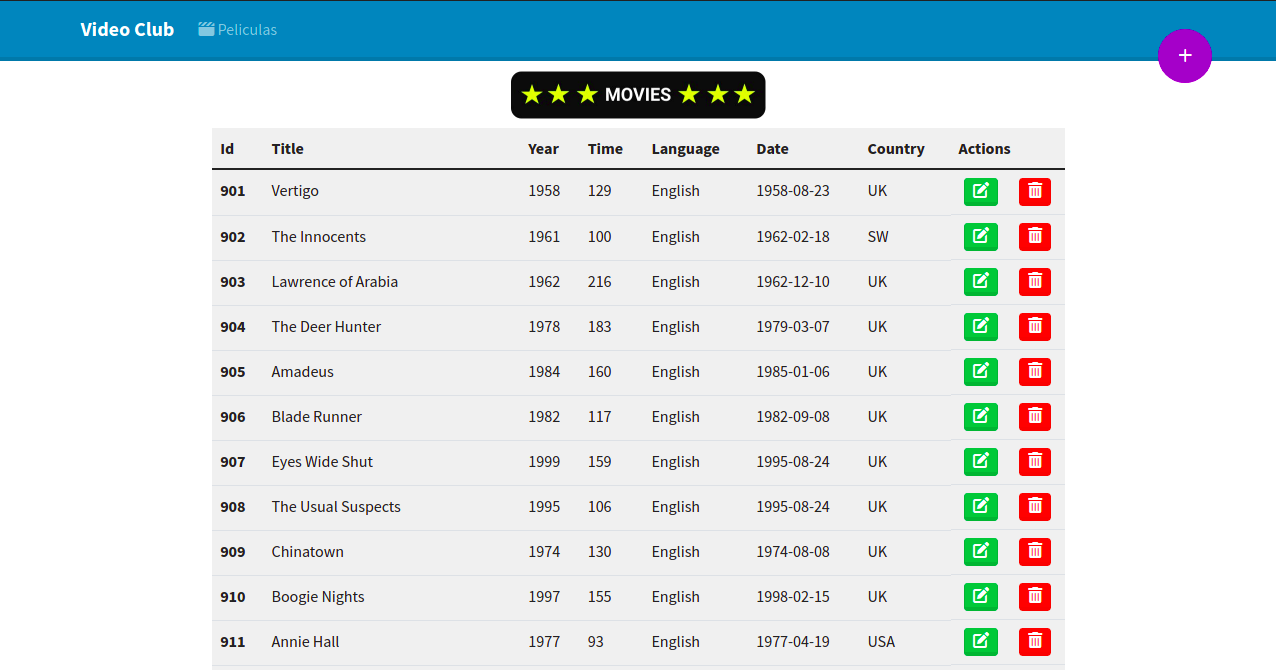 Video Club Peliculas
+
★ ★ ★ MOVIES ★ ★ ★
Id Title Year Time Language Date Country Actions
901 Vertigo 1958 129 English 1958-08-23 UK
902 The Innocents 1961 100 English 1962-02-18 SW
903 Lawrence of Arabia 1962 216 English 1962-12-10 UK
904 The Deer Hunter 1978 183 English 1979-03-07 UK
905 Amadeus 1984 160 English 1985-01-06 UK
906 Blade Runner 1982 117 English 1982-09-08 UK
907 Eyes Wide Shut 1999 159 English 1995-08-24 UK
908 The Usual Suspects 1995 106 English 1995-08-24 UK
909 Chinatown 1974 130 English 1974-08-08 UK
910 Boogie Nights 1997 155 English 1998-02-15 UK
911 Annie Hall 1977 93 English 1977-04-19 USA